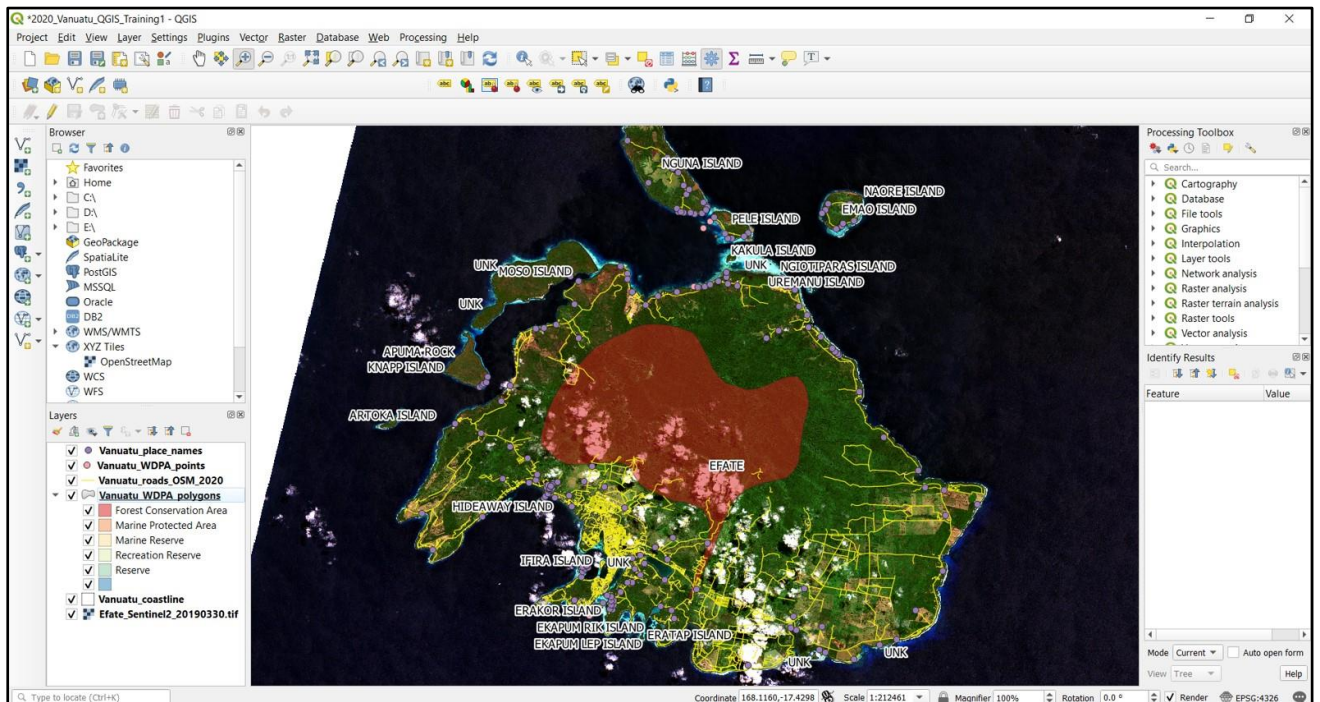 *2020_Vanuatu_QGIS_Training1 - QGIS
Project Edit View Layer Settings Plugins Vector Raster Database Web Processing Help
Browser
Favorites
Home
C:\
D:\
E:\
GeoPackage
SpatiaLite
PostGIS
MSSQL
Oracle
DB2
WMS/WMTS
XYZ Tiles
OpenStreetMap
WCS
WFS
Layers
Vanuatu_place_names
Vanuatu_WDPA_points
Vanuatu_roads_OSM_2020
Vanuatu_WDPA_polygons
Forest Conservation Area
Marine Protected Area
Marine Reserve
Recreation Reserve
Reserve
Vanuatu_coastline
Efate_Sentinel2_20190330.tif
NGUNA ISLAND
NAORE ISLAND
EMAO ISLAND
PELE ISLAND
KAKULA ISLAND
UNK
MOSO ISLAND
UNK
NGIOTIPARAS ISLAND
UREMANU ISLAND
UNK
APUMA ROCK
KNAPP ISLAND
ARTOKA ISLAND
EFATE
HIDEAWAY ISLAND
IFIRA ISLAND
UNK
ERAKOR ISLAND
EKAPUM RIK ISLAND
ERATAP ISLAND
EKAPUM LEP ISLAND
UNK
UNK
Processing Toolbox
Search...
Cartography
Database
File tools
Graphics
Interpolation
Layer tools
Network analysis
Raster analysis
Raster terrain analysis
Raster tools
Vector analysis
Identify Results
Feature Value
Mode Current Auto open form
View Tree Help
Type to locate (Ctrl+K) Coordinate 168.1160,-17.4298 Scale 1:212461 Magnifier 100% Rotation 0.0 ° Render EPSG:4326